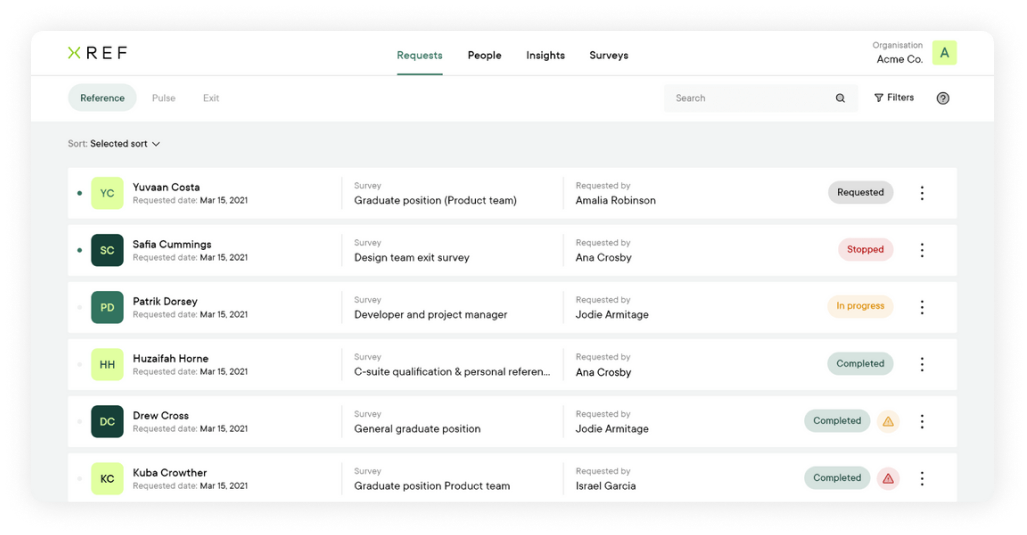 XREF
Requests People Insights Surveys
Organisation
Acme Co.
A
Reference Pulse Exit
Search
Filters
?
Sort: Selected sort
YC
Yuvaan Costa
Requested date: Mar 15, 2021
Survey
Graduate position (Product team)
Requested by
Amalia Robinson
Requested
SC
Safia Cummings
Requested date: Mar 15, 2021
Survey
Design team exit survey
Requested by
Ana Crosby
Stopped
PD
Patrik Dorsey
Requested date: Mar 15, 2021
Survey
Developer and project manager
Requested by
Jodie Armitage
In progress
HH
Huzaifah Horne
Requested date: Mar 15, 2021
Survey
C-suite qualification & personal referen...
Requested by
Ana Crosby
Completed
DC
Drew Cross
Requested date: Mar 15, 2021
Survey
General graduate position
Requested by
Jodie Armitage
Completed
KC
Kuba Crowther
Requested date: Mar 15, 2021
Survey
Graduate position Product team
Requested by
Israel Garcia
Completed